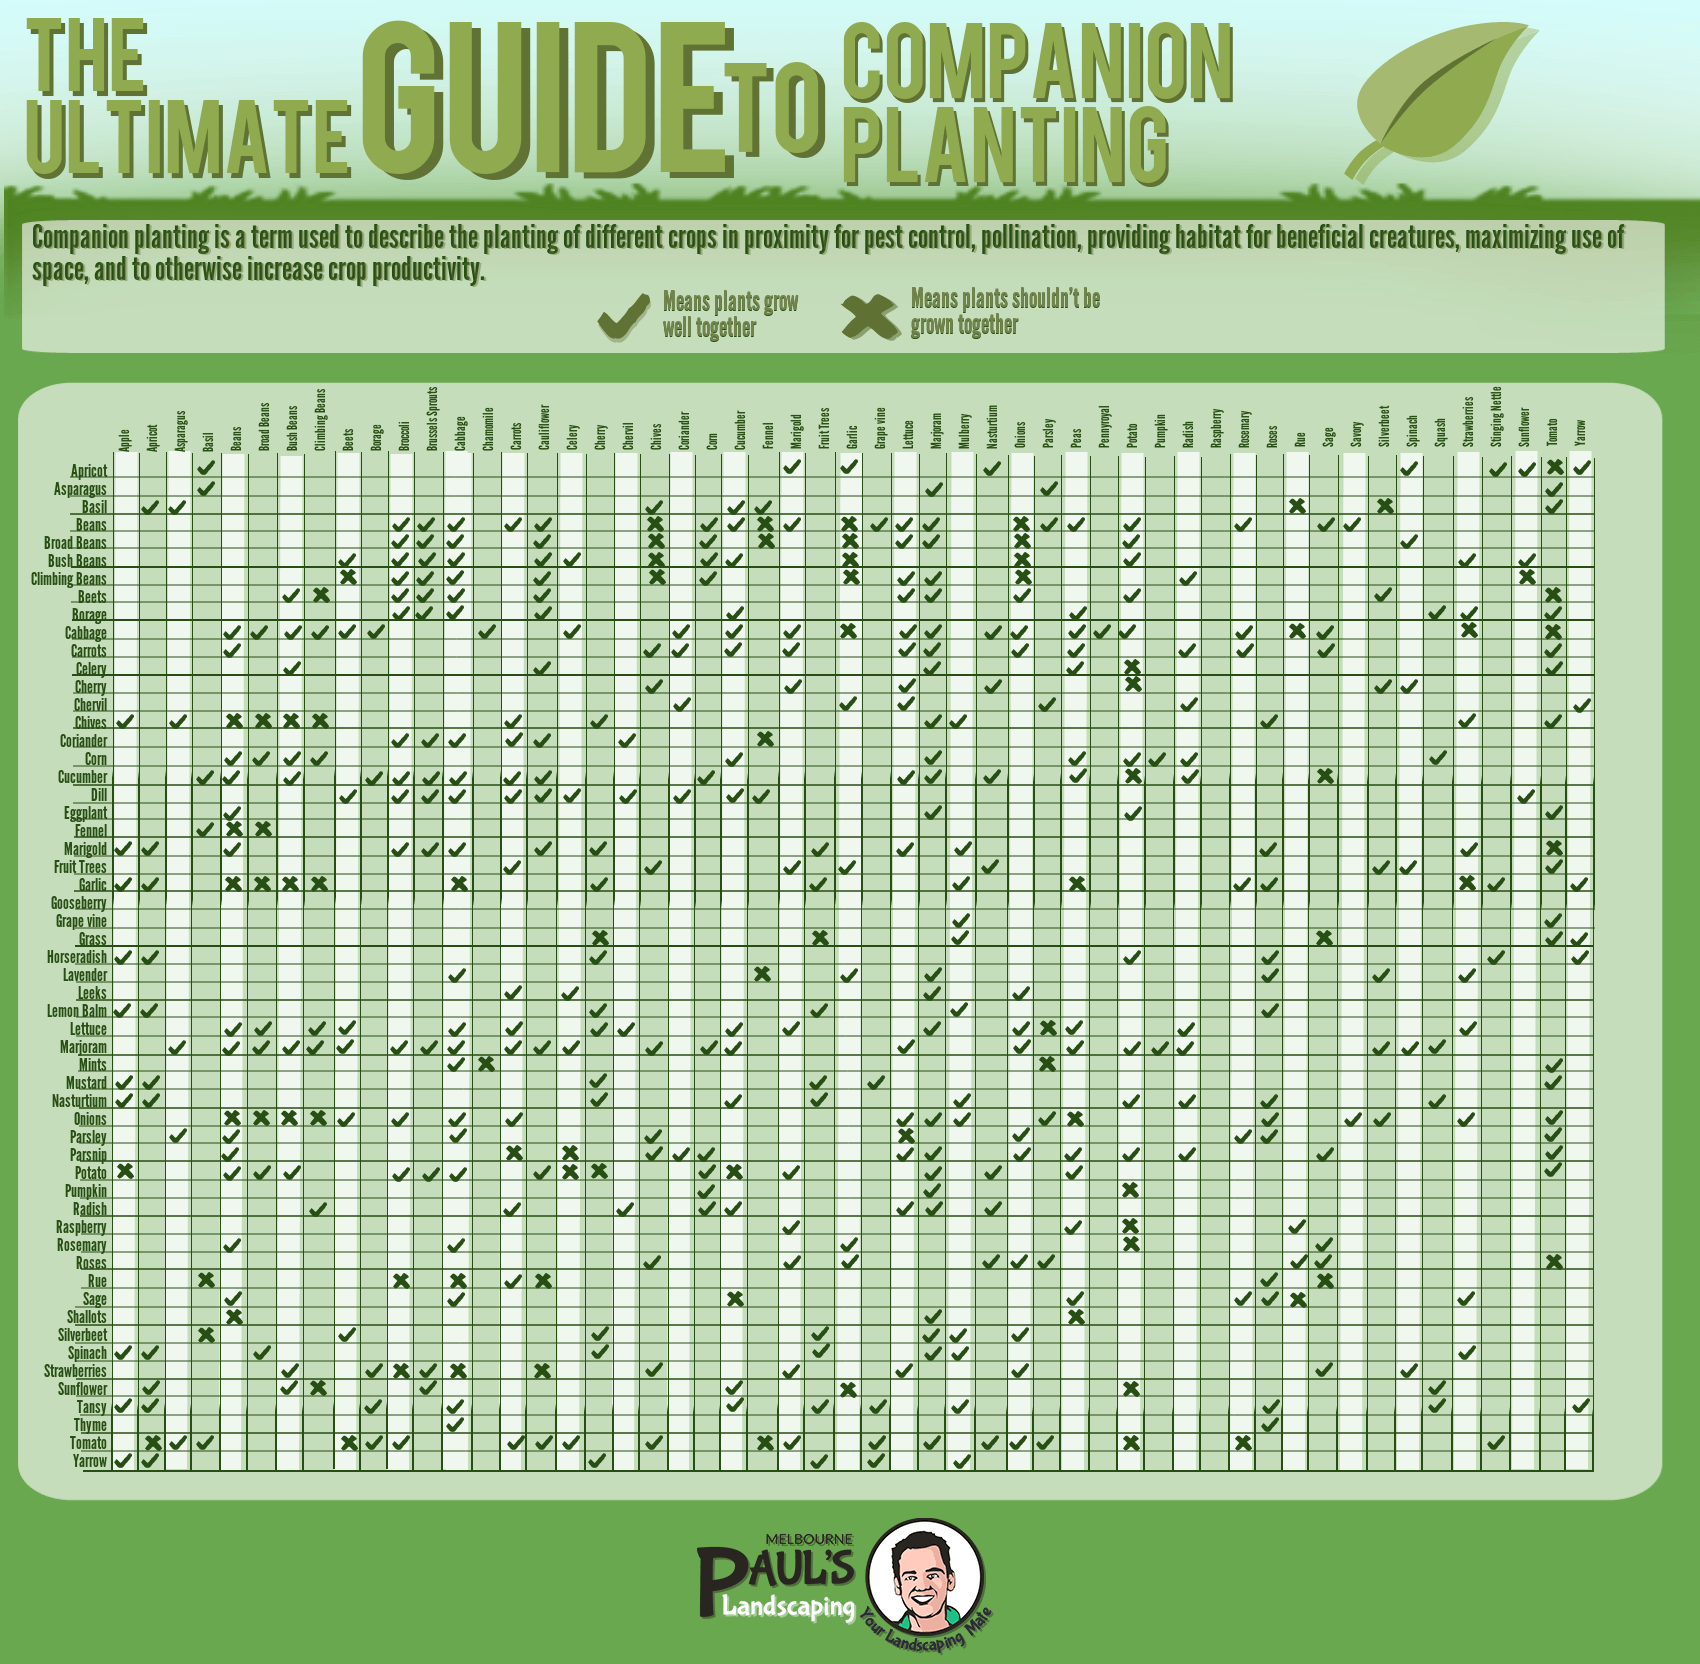 THE
ULTIMATE
GUIDE TO
COMPANION
PLANTING
Companion planting is a term used to describe the planting of different crops in proximity for pest control, pollination, providing habitat for beneficial creatures, maximizing use of
space, and to otherwise increase crop productivity.
Means plants grow
well together
Means plants shouldn't be
grown together
Apple
Apricot
Asparagus
Basil
Beans
Broad Beans
Bush Beans
Climbing Beans
Beets
Borage
Broccoli
Brussels Sprouts
Cabbage
Chamomile
Carrots
Cauliflower
Celery
Cherry
Chervil
Chives
Coriander
Corn
Cucumber
Fennel
Marigold
Fruit Trees
Garlic
Grape vine
Lettuce
Marjoram
Mulberry
Nasturtium
Onions
Parsley
Peas
Pennyroyal
Potato
Pumpkin
Radish
Raspberry
Rosemary
Roses
Rue
Sage
Savory
Silverbeet
Spinach
Squash
Strawberries
Stinging Nettle
Sunflower
Tomato
Yarrow
Apricot
Asparagus
Basil
Beans
Broad Beans
Bush Beans
Climbing Beans
Beets
Borage
Cabbage
Carrots
Celery
Cherry
Chervil
Chives
Coriander
Corn
Cucumber
Dill
Eggplant
Fennel
Marigold
Fruit Trees
Garlic
Gooseberry
Grape vine
Grass
Horseradish
Lavender
Leeks
Lemon Balm
Lettuce
Marjoram
Mints
Mustard
Nasturtium
Onions
Parsley
Parsnip
Potato
Pumpkin
Radish
Raspberry
Rosemary
Roses
Rue
Sage
Shallots
Silverbeet
Spinach
Strawberries
Sunflower
Tansy
Thyme
Tomato
Yarrow
MELBOURNE
PAUL'S
Landscaping
Your Landscaping Mate